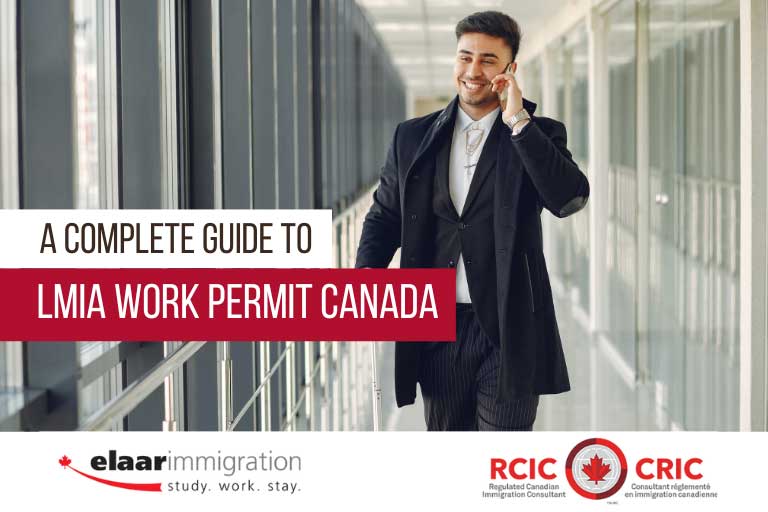 A COMPLETE GUIDE TO
LMIA WORK PERMIT CANADA
elaarimmigration
study. work. stay.
RCIC
Regulated Canadian
Immigration Consultant
CRIC
Consultant réglementé
en immigration canadienne